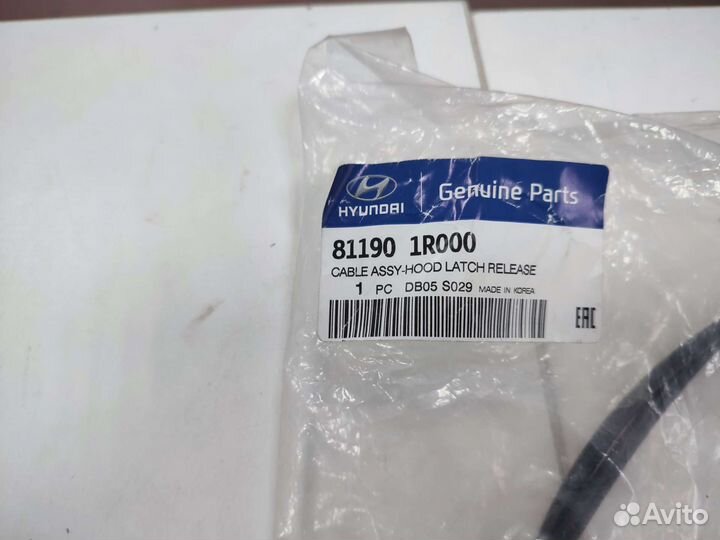 HYUNDAI
Genuine Parts
81190 1R000
CABLE ASSY-HOOD LATCH RELEASE
1 PC DB05 S029 MADE IN KOREA
EAC
Avito